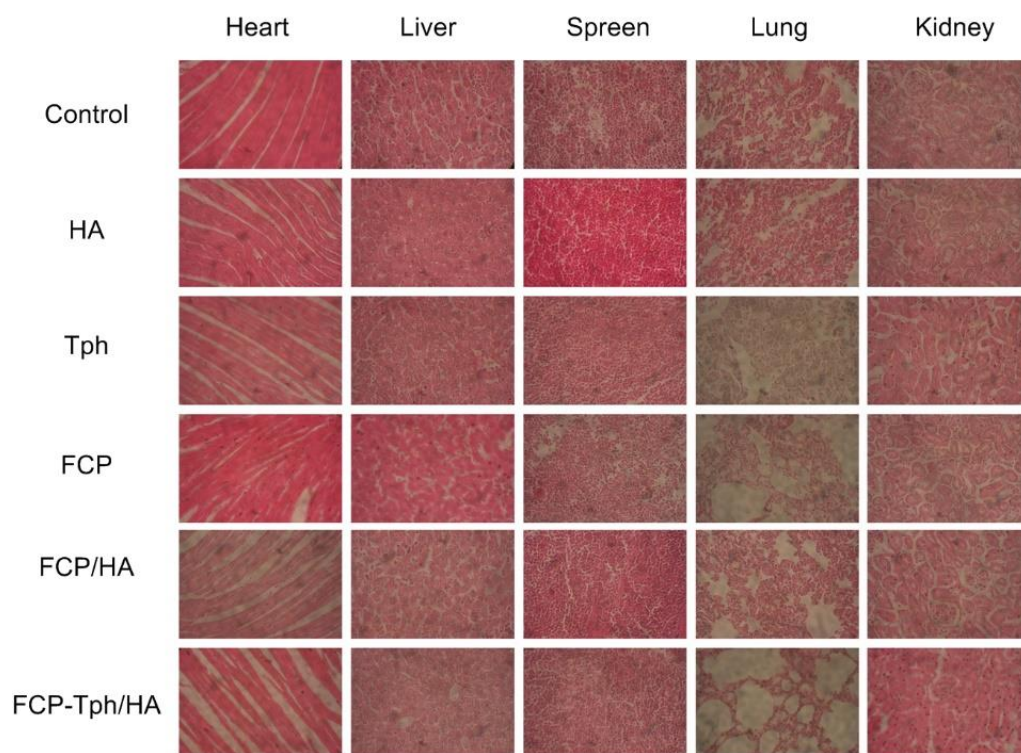 Heart Liver Spreen Lung Kidney
Control
HA
Tph
FCP
FCP/HA
FCP-Tph/HA